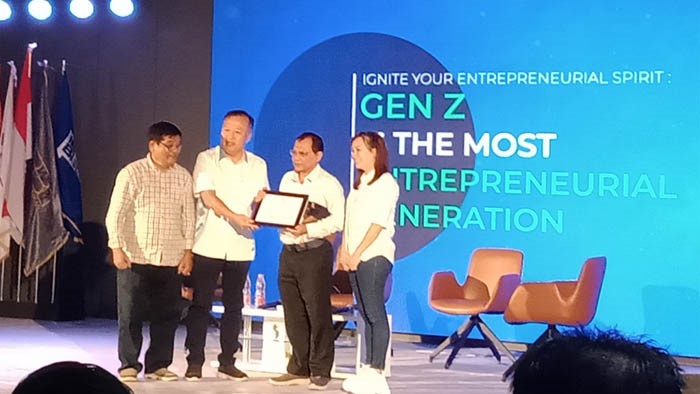 IGNITE YOUR ENTREPRENEURIAL SPIRIT :
GEN Z
THE MOST
NTREPRENEURIAL
NERATION